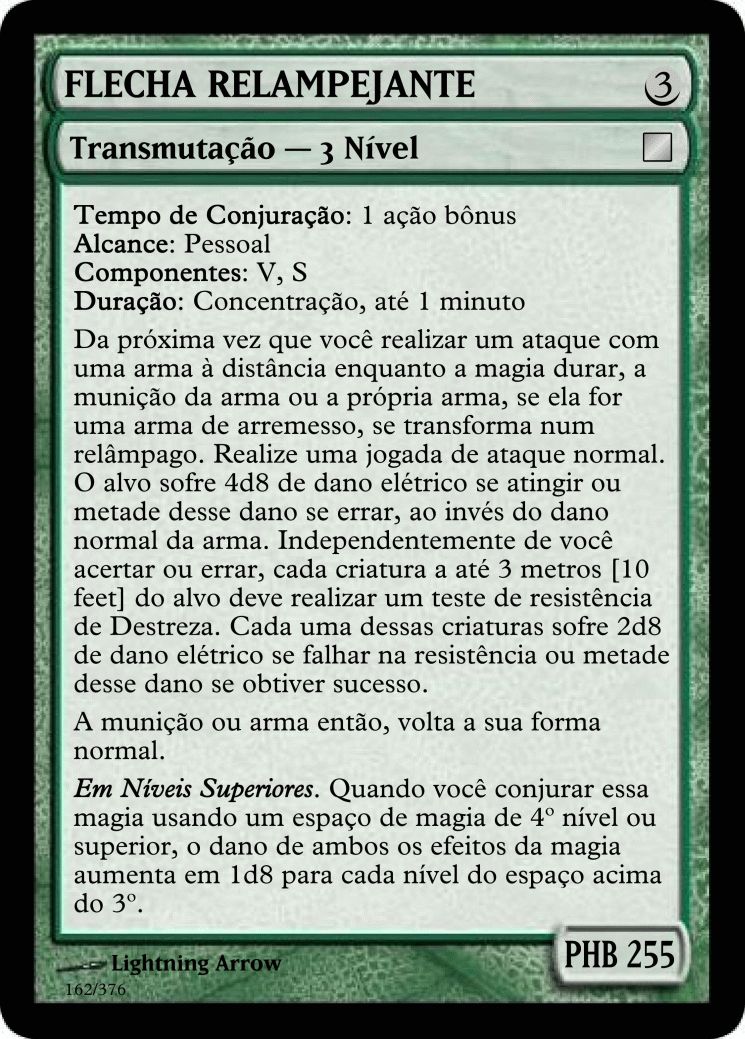 FLECHA RELAMPEJANTE 3
Transmutação — 3 Nível
Tempo de Conjuração: 1 ação bônus
Alcance: Pessoal
Componentes: V, S
Duração: Concentração, até 1 minuto
Da próxima vez que você realizar um ataque com
uma arma à distância enquanto a magia durar, a
munição da arma ou a própria arma, se ela for
uma arma de arremesso, se transforma num
relâmpago. Realize uma jogada de ataque normal.
O alvo sofre 4d8 de dano elétrico se atingir ou
metade desse dano se errar, ao invés do dano
normal da arma. Independentemente de você
acertar ou errar, cada criatura a até 3 metros [10
feet] do alvo deve realizar um teste de resistência
de Destreza. Cada uma dessas criaturas sofre 2d8
de dano elétrico se falhar na resistência ou metade
desse dano se obtiver sucesso.
A munição ou arma então, volta a sua forma
normal.
Em Níveis Superiores. Quando você conjurar essa
magia usando um espaço de magia de 4º nível ou
superior, o dano de ambos os efeitos da magia
aumenta em 1d8 para cada nível do espaço acima
do 3º.
PHB 255
Lightning Arrow
162/376